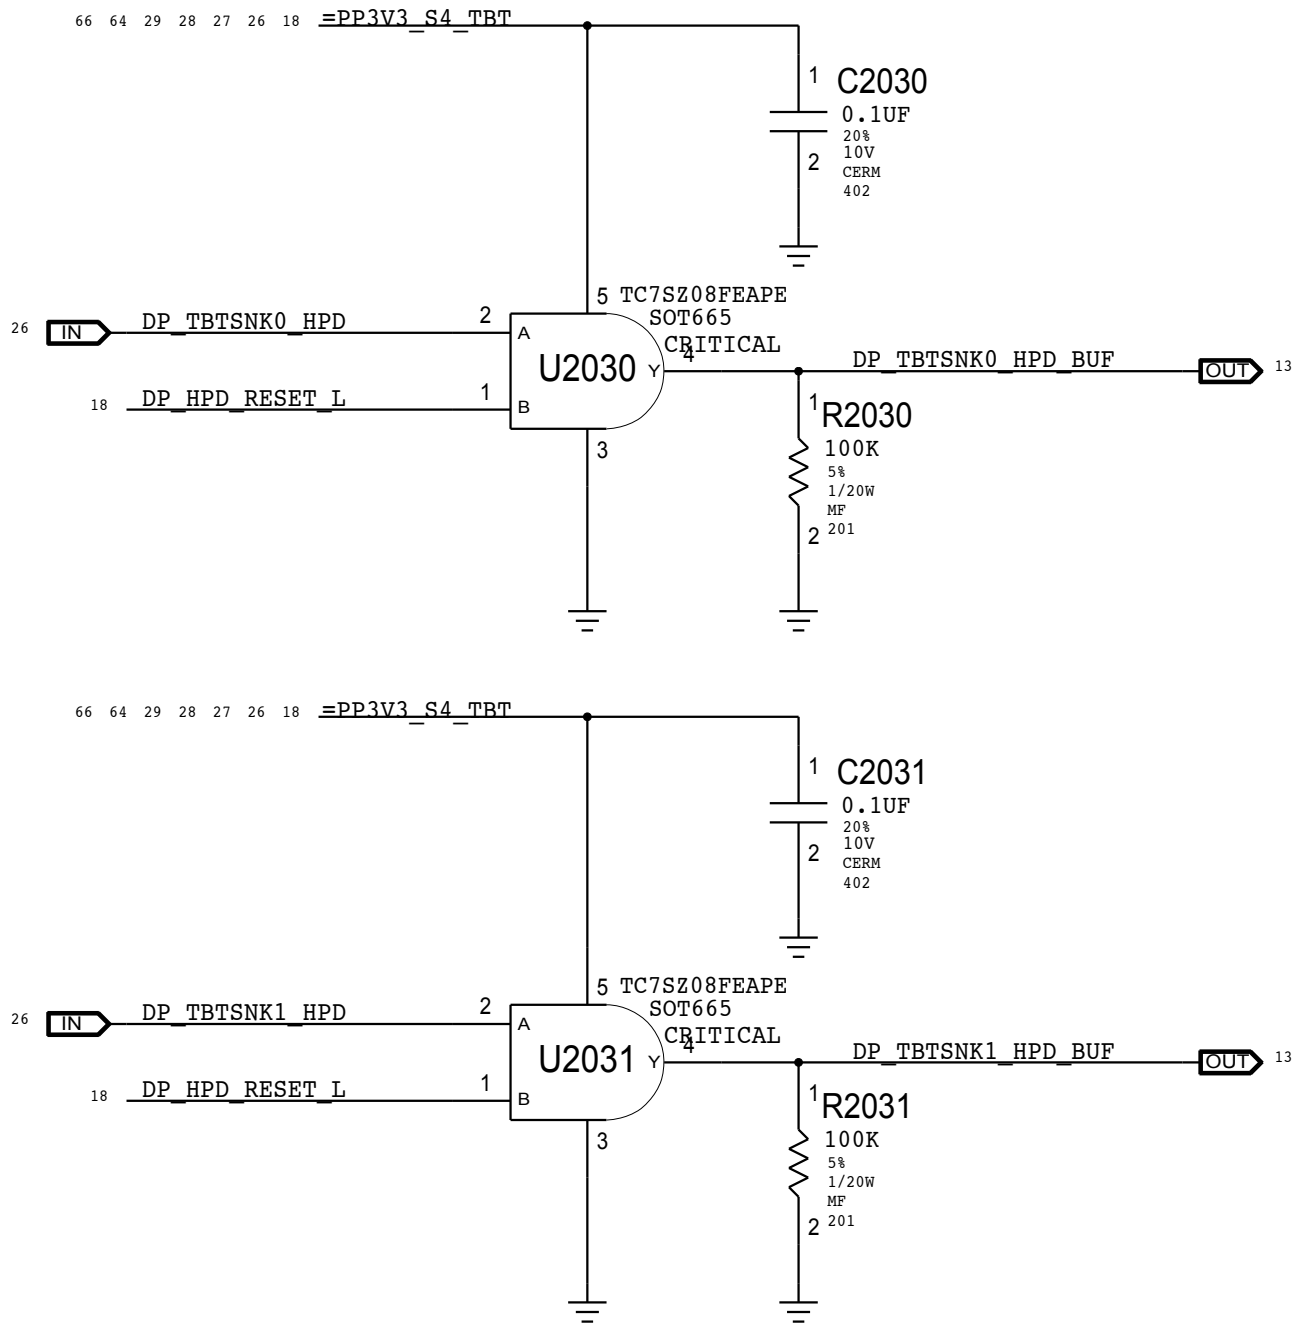 66 64 29 28 27 26 18 =PP3V3_S4_TBT
1 C2030
0.1UF
20%
2 10V
CERM
402
5 TC7SZ08FEAPE
SOT665
CRITICAL
26 IN DP_TBTSNK0_HPD 2 A
U2030 Y 4 DP_TBTSNK0_HPD_BUF OUT 13
18 DP_HPD_RESET_L 1 B
3
1 R2030
100K
5%
1/20W
MF
2 201
66 64 29 28 27 26 18 =PP3V3_S4_TBT
1 C2031
0.1UF
20%
2 10V
CERM
402
5 TC7SZ08FEAPE
SOT665
CRITICAL
26 IN DP_TBTSNK1_HPD 2 A
U2031 Y 4 DP_TBTSNK1_HPD_BUF OUT 13
18 DP_HPD_RESET_L 1 B
3
1 R2031
100K
5%
1/20W
MF
2 201